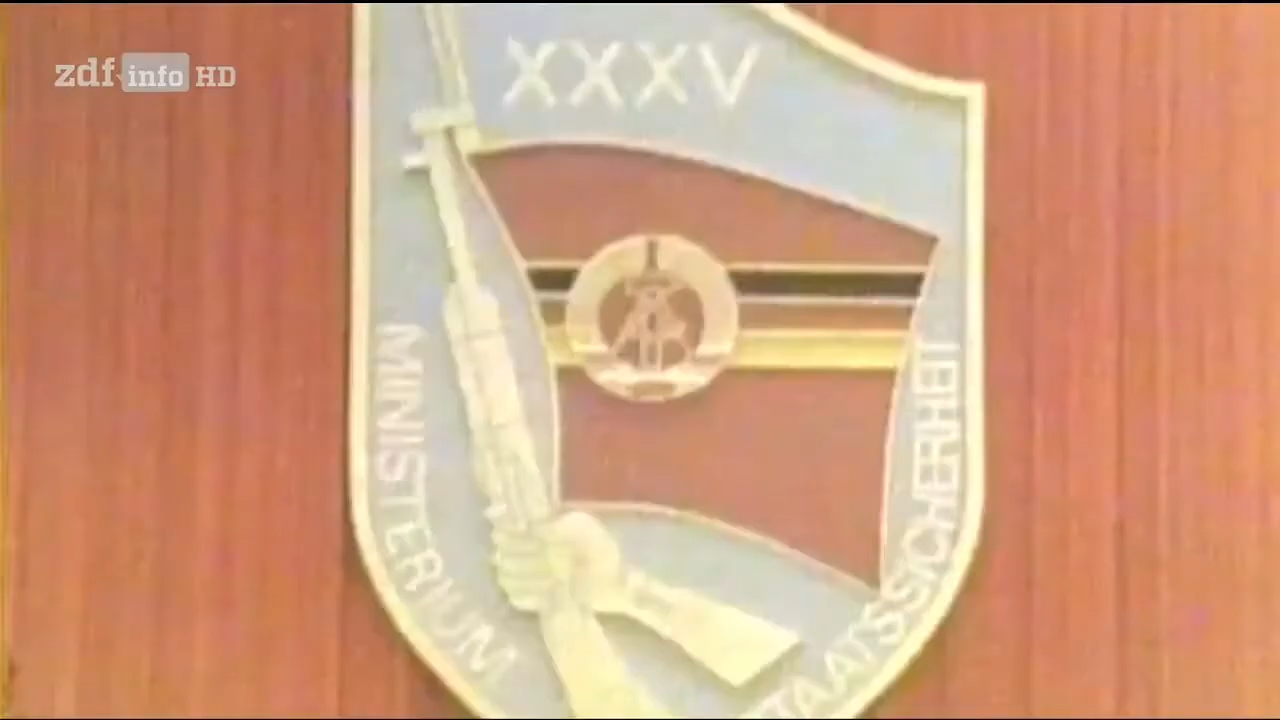 zdf info HD
XXXV
MINISTERIUM
STAATSSICHERHEIT